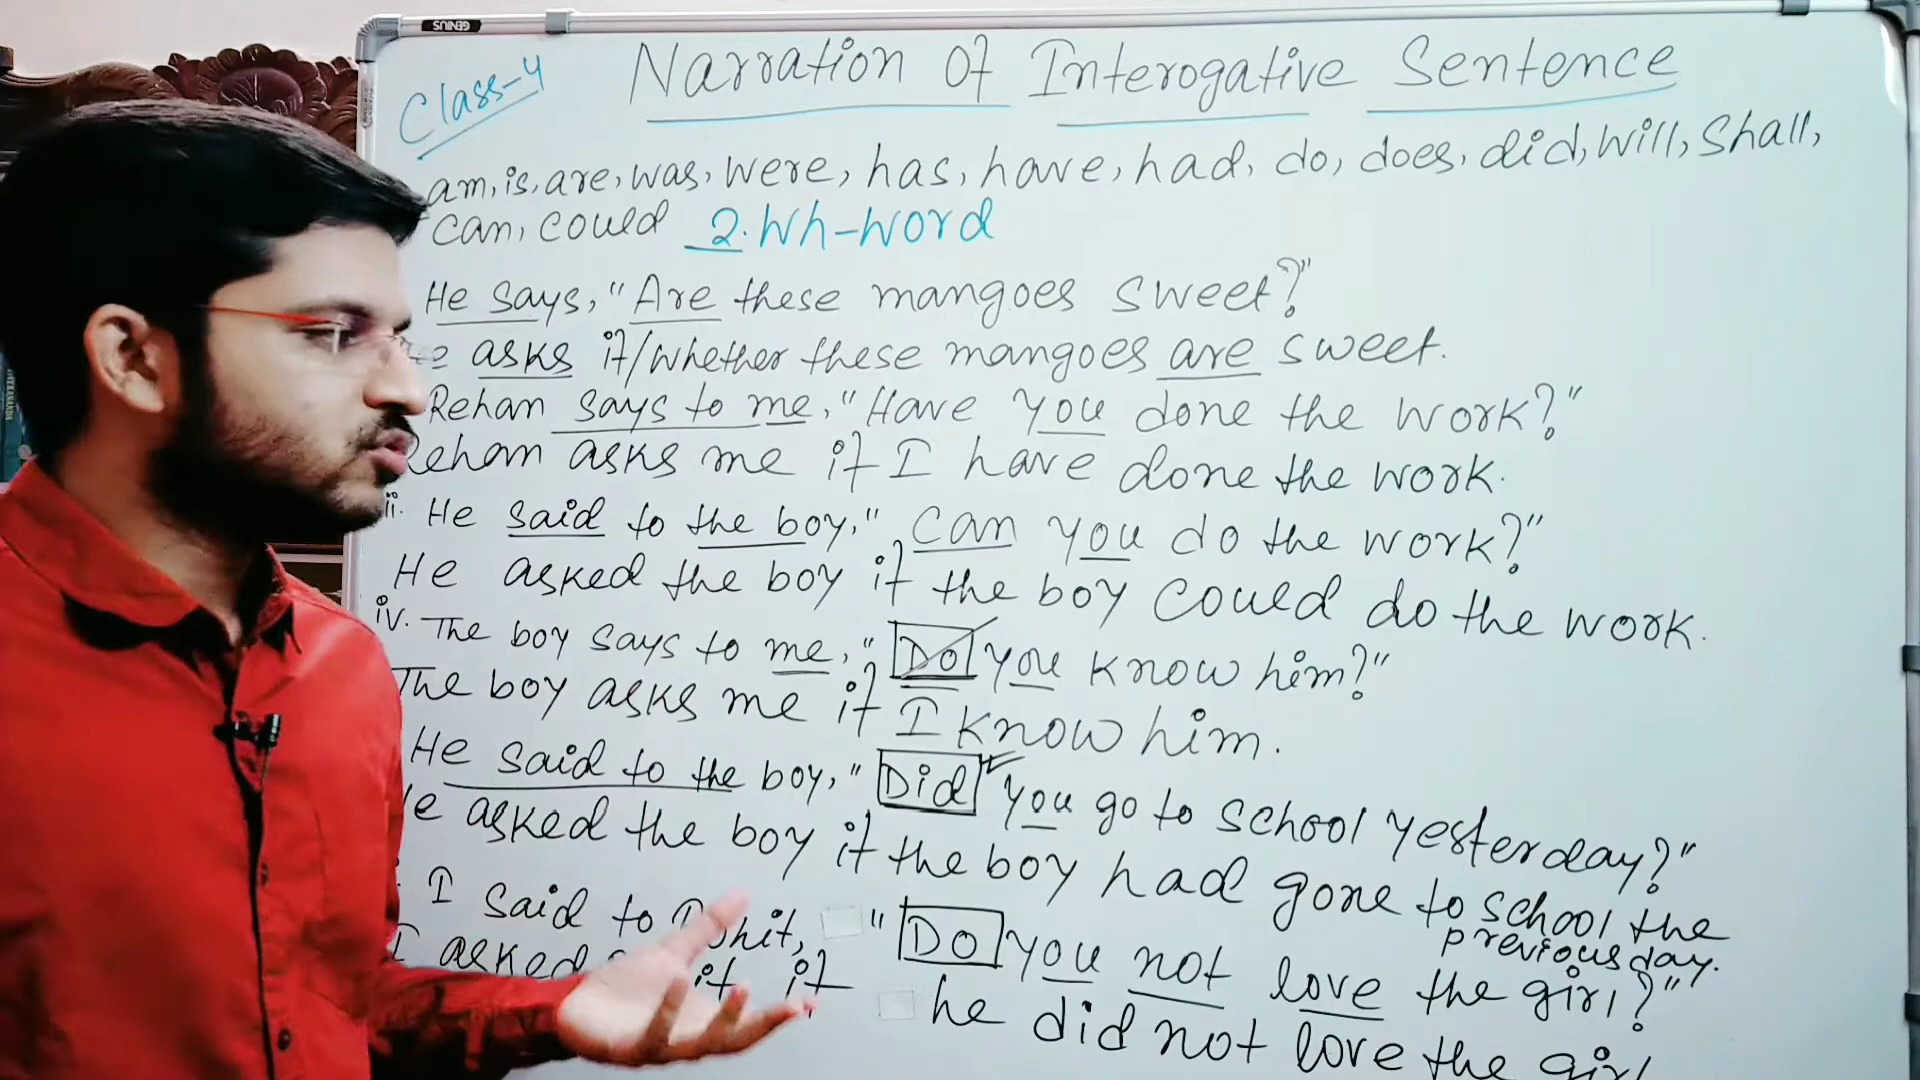 GENIUS
Class-4
Narration Of Interogative Sentence
am, is, are, was, were, has, have, had, do, does, did, will, shall,
can, could 2. Wh-word
He says, "Are these mangoes sweet?"
asks if/whether these mangoes are sweet.
Rehan says to me, "Have you done the work?"
Rehan asks me if I have done the work.
ii. He said to the boy," Can you do the work?"
He asked the boy if the boy could do the work.
iv. The boy says to me, "Do you know him?"
The boy asks me if I know him.
He said to the boy, "Did you go to school yesterday?"
He asked the boy if the boy had gone to school the
previous day.
I said to "Do you not love the girl?"
I asked if he did not love the girl